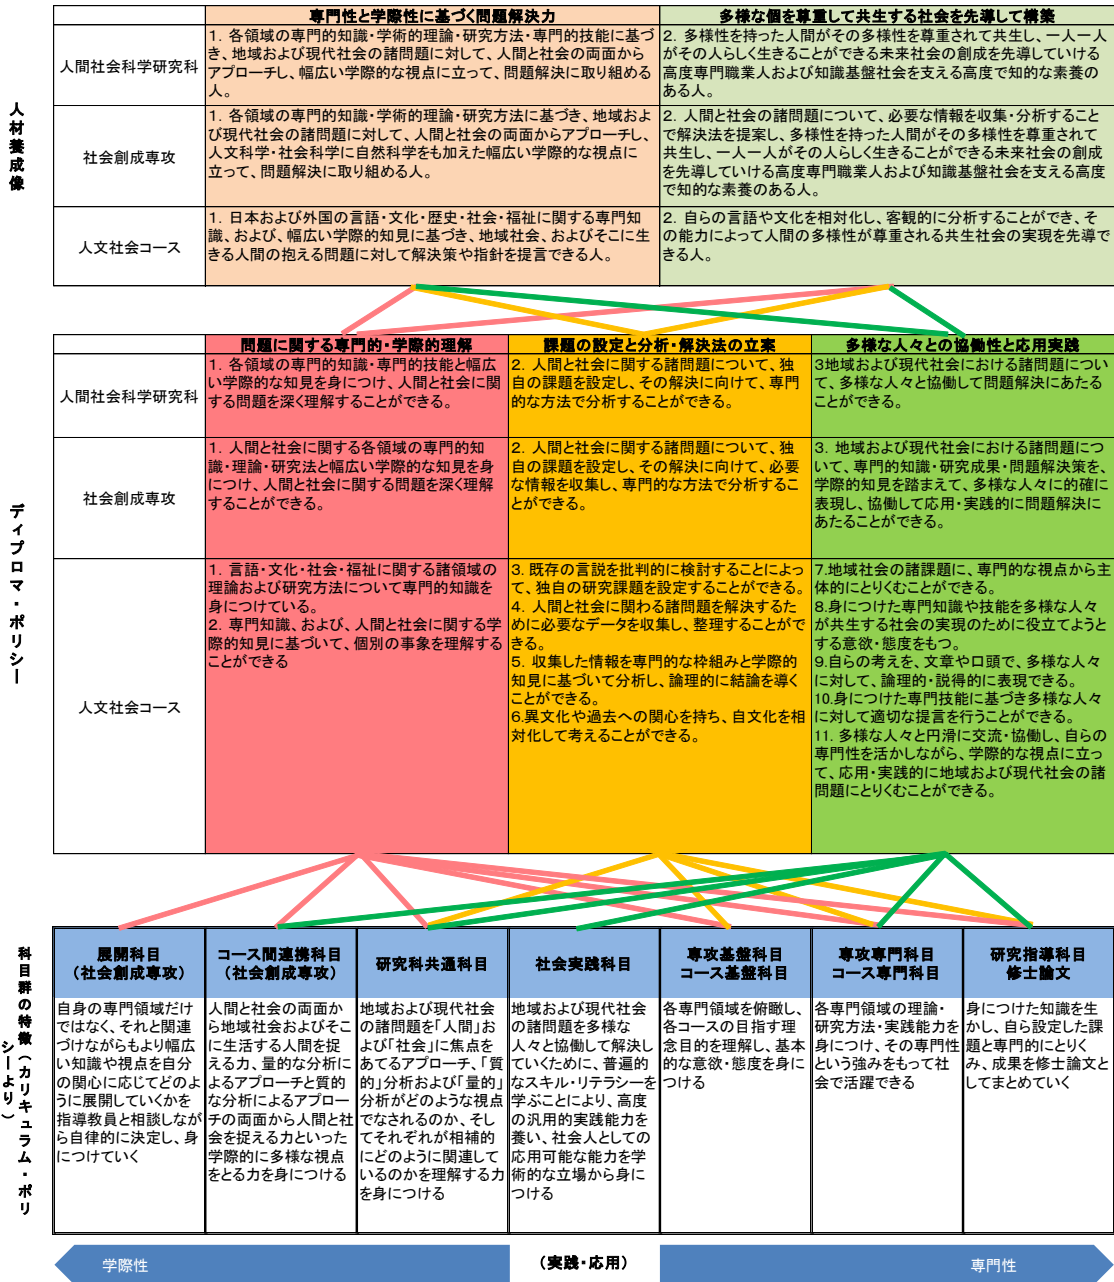 専門性と学際性に基づく問題解決力
多様な個を尊重して共生する社会を先導して構築
人材養成像
人間社会科学研究科
1. 各領域の専門的知識・学術的理論・研究方法・専門的技能に基づ
き、地域および現代社会の諸問題に対して、人間と社会の両面から
アプローチし、幅広い学際的な視点に立って、問題解決に取り組める
人。
2. 多様性を持った人間がその多様性を尊重されて共生し、一人一人
がその人らしく生きることができる未来社会の創成を先導していける
高度専門職業人および知識基盤社会を支える高度で知的な素養の
ある人。
社会創成専攻
1. 各領域の専門的知識・学術的理論・研究方法に基づき、地域およ
び現代社会の諸問題に対して、人間と社会の両面からアプローチし、
人文科学・社会科学に自然科学をも加えた幅広い学際的な視点に
立って、問題解決に取り組める人。
2. 人間と社会の諸問題について、必要な情報を収集・分析すること
で解決法を提案し、多様性を持った人間がその多様性を尊重されて
共生し、一人一人がその人らしく生きることができる未来社会の創成
を先導していける高度専門職業人および知識基盤社会を支える高度
で知的な素養のある人。
人文社会コース
1. 日本および外国の言語・文化・歴史・社会・福祉に関する専門知
識、および、幅広い学際的知見に基づき、地域社会、およびそこに生
きる人間の抱える問題に対して解決策や指針を提言できる人。
2. 自らの言語や文化を相対化し、客観的に分析することができ、そ
の能力によって人間の多様性が尊重される共生社会の実現を先導で
きる人。
問題に関する専門的・学際的理解
課題の設定と分析・解決法の立案
多様な人々との協働性と応用実践
ディプロマ・ポリシー
人間社会科学研究科
1. 各領域の専門的知識・専門的技能と幅広
い学際的な知見を身につけ、人間と社会に関
する問題を深く理解することができる。
2. 人間と社会に関する諸問題について、独
自の課題を設定し、その解決に向けて、専門
的な方法で分析することができる。
3地域および現代社会における諸問題につい
て、多様な人々と協働して問題解決にあたる
ことができる。
社会創成専攻
1. 人間と社会に関する各領域の専門的知
識・理論・研究法と幅広い学際的な知見を身
につけ、人間と社会に関する問題を深く理解
することができる。
2. 人間と社会に関する諸問題について、独
自の課題を設定し、その解決に向けて、必要
な情報を収集し、専門的な方法で分析するこ
とができる。
3. 地域および現代社会における諸問題につ
いて、専門的知識・研究成果・問題解決策を、
学際的知見を踏まえて、多様な人々に的確に
表現し、協働して応用・実践的に問題解決に
あたることができる。
人文社会コース
1. 言語・文化・社会・福祉に関する諸領域の
理論および研究方法について専門的知識を
身につけている。
2. 専門知識、および、人間と社会に関する学
際的知見に基づいて、個別の事象を理解する
ことができる
3. 既存の言説を批判的に検討することによっ
て、独自の研究課題を設定することができる。
4. 人間と社会に関わる諸問題を解決するた
めに必要なデータを収集し、整理することがで
きる。
5. 収集した情報を専門的な枠組みと学際的
知見に基づいて分析し、論理的に結論を導く
ことができる。
6.異文化や過去への関心を持ち、自文化を相
対化して考えることができる。
7.地域社会の諸課題に、専門的な視点から主
体的にとりくむことができる。
8.身につけた専門知識や技能を多様な人々
が共生する社会の実現のために役立てようと
する意欲・態度をもつ。
9.自らの考えを、文章や口頭で、多様な人々
に対して、論理的・説得的に表現できる。
10.身につけた専門技能に基づき多様な人々
に対して適切な提言を行うことができる。
11. 多様な人々と円滑に交流・協働し、自らの
専門性を活かしながら、学際的な視点に立っ
て、応用・実践的に地域および現代社会の諸
問題にとりくむことができる。
科目群の特徴（カリキュラム・ポリ
シーより）
展開科目
（社会創成専攻）
コース間連携科目
（社会創成専攻）
研究科共通科目
社会実践科目
専攻基盤科目
コース基盤科目
専攻専門科目
コース専門科目
研究指導科目
修士論文
自身の専門領域だけ
ではなく、それと関連
づけながらもより幅広
い知識や視点を自分
の関心に応じてどのよ
うに展開していくかを
指導教員と相談しなが
ら自律的に決定し、身
につけていく
人間と社会の両面か
ら地域社会およびそこ
に生活する人間を捉
える力、量的な分析に
よるアプローチと質的
な分析によるアプロー
チの両面から人間と社
会を捉える力といった
学際的に多様な視点
をとる力を身につける
地域および現代社会
の諸問題を「人間」お
よび「社会」に焦点を
あてるアプローチ、「質
的」分析および「量的」
分析がどのような視点
でなされるのか、そし
てそれぞれが相補的
にどのように関連して
いるのかを理解する力
を身につける
地域および現代社会
の諸問題を多様な
人々と協働して解決し
ていくために、普遍的
なスキル・リテラシーを
学ぶことにより、高度
の汎用的実践能力を
養い、社会人としての
応用可能な能力を学
術的な立場から身に
つける
各専門領域を俯瞰し、
各コースの目指す理
念目的を理解し、基本
的な意欲・態度を身に
つける
各専門領域の理論・
研究方法・実践能力を
身につけ、その専門性
という強みをもって社
会で活躍できる
身につけた知識を生
かし、自ら設定した課
題と専門的にとりく
み、成果を修士論文と
してまとめていく
学際性
（実践・応用）
専門性